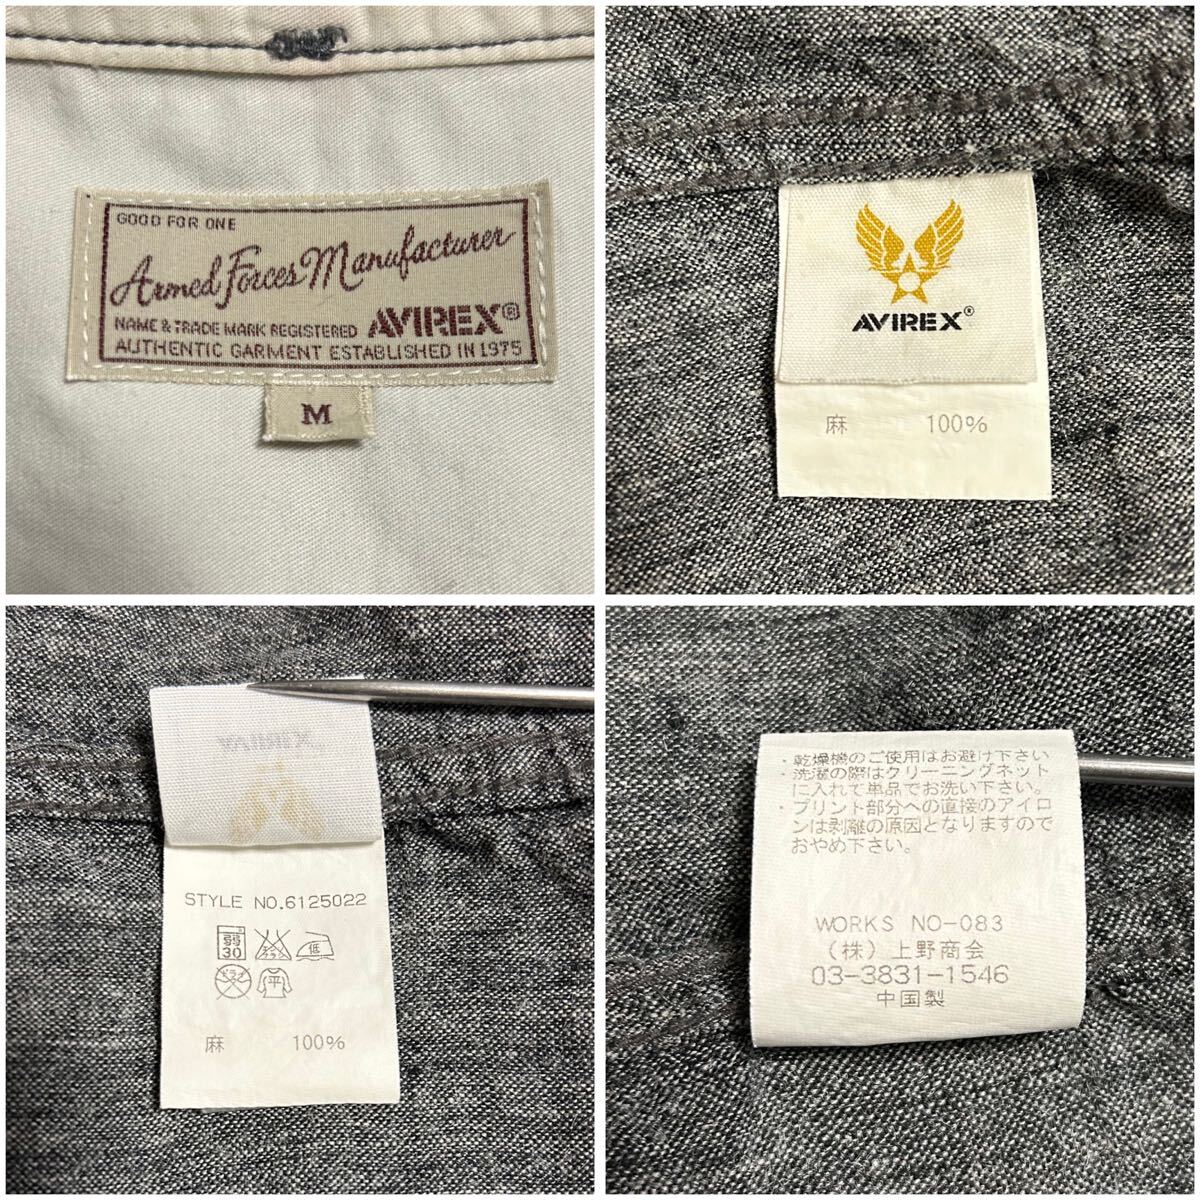 GOOD FOR ONE
Armed Forces Manufacturer
NAME & TRADE MARK REGISTERED AVIREX®
AUTHENTIC GARMENT ESTABLISHED IN 1975
M
AVIREX®
麻 100%
AVIREX
STYLE NO.6125022
弱
30
低
ドライ
平
麻 100%
・乾燥機のご使用はお避け下さい
・洗濯の際はクリーニングネット
に入れて単品でお洗い下さい。
・プリント部分への直接のアイロ
ンは剥離の原因となりますので
おやめ下さい。
WORKS NO-083
(株)上野商会
03-3831-1546
中国製